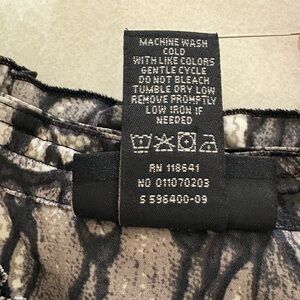 MACHINE WASH
COLD
WITH LIKE COLORS
GENTLE CYCLE
DO NOT BLEACH
TUMBLE DRY LOW
REMOVE PROMPTLY
LOW IRON IF
NEEDED
RN 118641
NO 011070203
S 596400-09